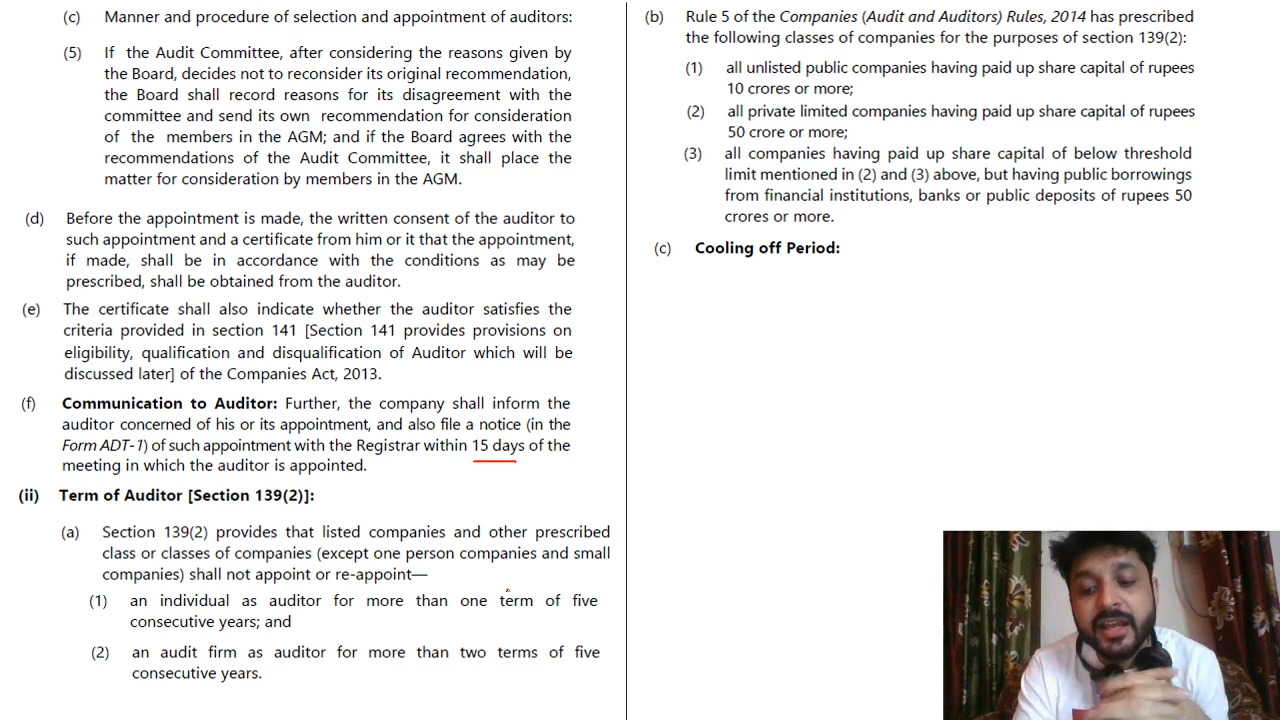 (c) Manner and procedure of selection and appointment of auditors:
(5) If the Audit Committee, after considering the reasons given by
the Board, decides not to reconsider its original recommendation,
the Board shall record reasons for its disagreement with the
committee and send its own recommendation for consideration
of the members in the AGM; and if the Board agrees with the
recommendations of the Audit Committee, it shall place the
matter for consideration by members in the AGM.
(d) Before the appointment is made, the written consent of the auditor to
such appointment and a certificate from him or it that the appointment,
if made, shall be in accordance with the conditions as may be
prescribed, shall be obtained from the auditor.
(e) The certificate shall also indicate whether the auditor satisfies the
criteria provided in section 141 [Section 141 provides provisions on
eligibility, qualification and disqualification of Auditor which will be
discussed later] of the Companies Act, 2013.
(f) Communication to Auditor: Further, the company shall inform the
auditor concerned of his or its appointment, and also file a notice (in the
Form ADT-1) of such appointment with the Registrar within 15 days of the
meeting in which the auditor is appointed.
(ii) Term of Auditor [Section 139(2)]:
(a) Section 139(2) provides that listed companies and other prescribed
class or classes of companies (except one person companies and small
companies) shall not appoint or re-appoint—
(1) an individual as auditor for more than one term of five
consecutive years; and
(2) an audit firm as auditor for more than two terms of five
consecutive years.
(b) Rule 5 of the Companies (Audit and Auditors) Rules, 2014 has prescribed
the following classes of companies for the purposes of section 139(2):
(1) all unlisted public companies having paid up share capital of rupees
10 crores or more;
(2) all private limited companies having paid up share capital of rupees
50 crore or more;
(3) all companies having paid up share capital of below threshold
limit mentioned in (2) and (3) above, but having public borrowings
from financial institutions, banks or public deposits of rupees 50
crores or more.
(c) Cooling off Period: